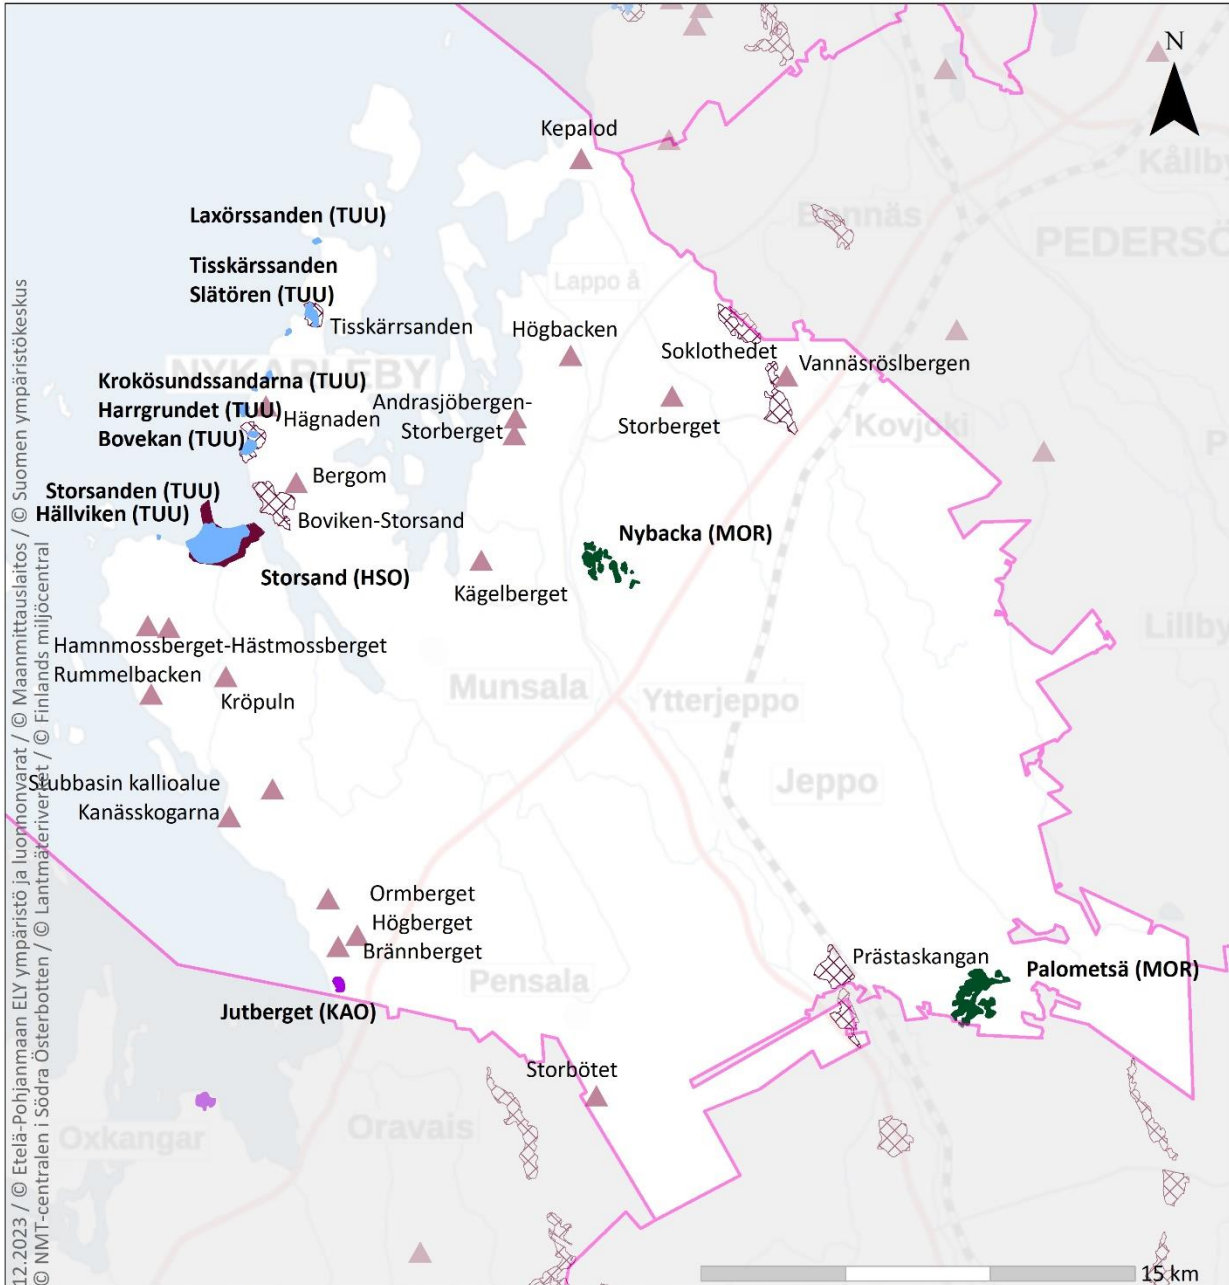 N
Kepalod
Kållby
Bennäs
PEDERSÖ
Laxörssanden (TUU)
Tisskärssanden
Slätören (TUU)
Lappo å
Tisskärrsanden
Högbacken
Soklothedet
Vannäsröslbergen
NYKARLEBY
Krokösundssandarna (TUU)
Harrgrundet (TUU)
Bovekan (TUU)
Hägnaden
Andrasjöbergen-
Storberget
Storberget
Kovjoki
Bergom
Storsanden (TUU)
Hällviken (TUU)
Boviken-Storsand
Nybacka (MOR)
Storsand (HSO)
Kägelberget
Lillby
Hamnmossberget-Hästmossberget
Rummelbacken
Kröpuln
Munsala
Ytterjeppo
Jeppo
Stubbasin kallioalue
Kanässkogarna
Ormberget
Högberget
Brännberget
Prästaskangan
Palometsä (MOR)
Pensala
Jutberget (KAO)
Storbötet
Oxkangar
Oravais
15 km
12.2023 / © Etelä-Pohjanmaan ELY ympäristö ja luonnonvarat / © Maanmittauslaitos / © Suomen ympäristökeskus
© NMT-centralen i Södra Österbotten / © Lantmäteriverket / © Finlands miljöcentral